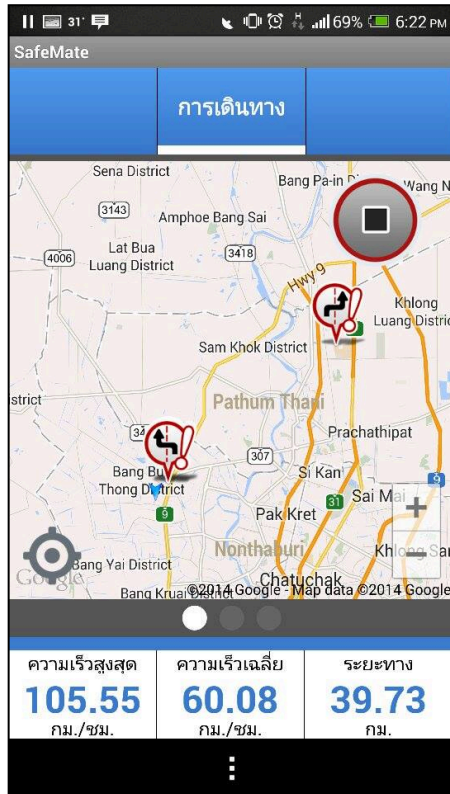 31°
69%
6:22 PM
SafeMate
การเดินทาง
Sena District
Bang Pa-in
Wang N
3143
Amphoe Bang Sai
4006
Lat Bua
Luang District
3418
Hwy 9
Khlong
Luang Distric
Sam Khok District
strict
Pathum Thani
Prachathipat
307
Bang Bu
Thong District
Si Kan
9
31
Sai Mai
9
Pak Kret
+
Nonthaburi
Khlong Sar
−
Bang Yai District
Chatuchak
Google
Bang Kruai District
©2014 Google - Map data ©2014 Google
ความเร็วสูงสุด
ความเร็วเฉลี่ย
ระยะทาง
105.55
60.08
39.73
กม./ชม.
กม./ชม.
กม.